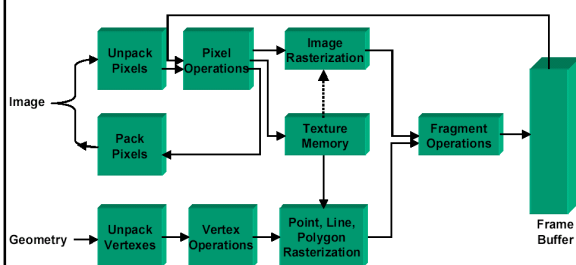 Unpack
Pixels
Pixel
Operations
Image
Rasterization
Image
Pack
Pixels
Texture
Memory
Fragment
Operations
Geometry
Unpack
Vertexes
Vertex
Operations
Point, Line,
Polygon
Rasterization
Frame
Buffer